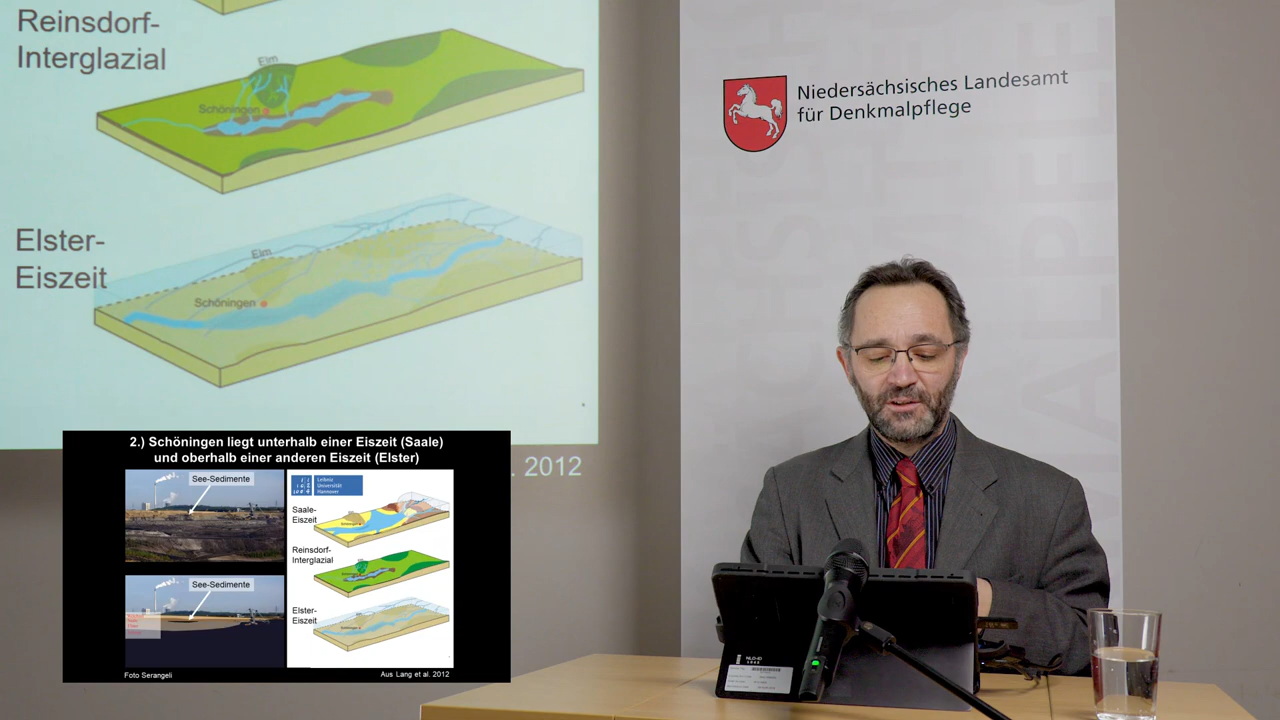 Reinsdorf-
Interglazial
Elm
Schöningen
Elster-
Eiszeit
Elm
Schöningen
. 2012
Niedersächsisches Landesamt
für Denkmalpflege
2.) Schöningen liegt unterhalb einer Eiszeit (Saale)
und oberhalb einer anderen Eiszeit (Elster)
See-Sedimente
Leibniz
Universität
Hannover
Saale-
Eiszeit
Reinsdorf-
Interglazial
See-Sedimente
Elster-
Eiszeit
Foto Serangeli
Aus Lang et al. 2012